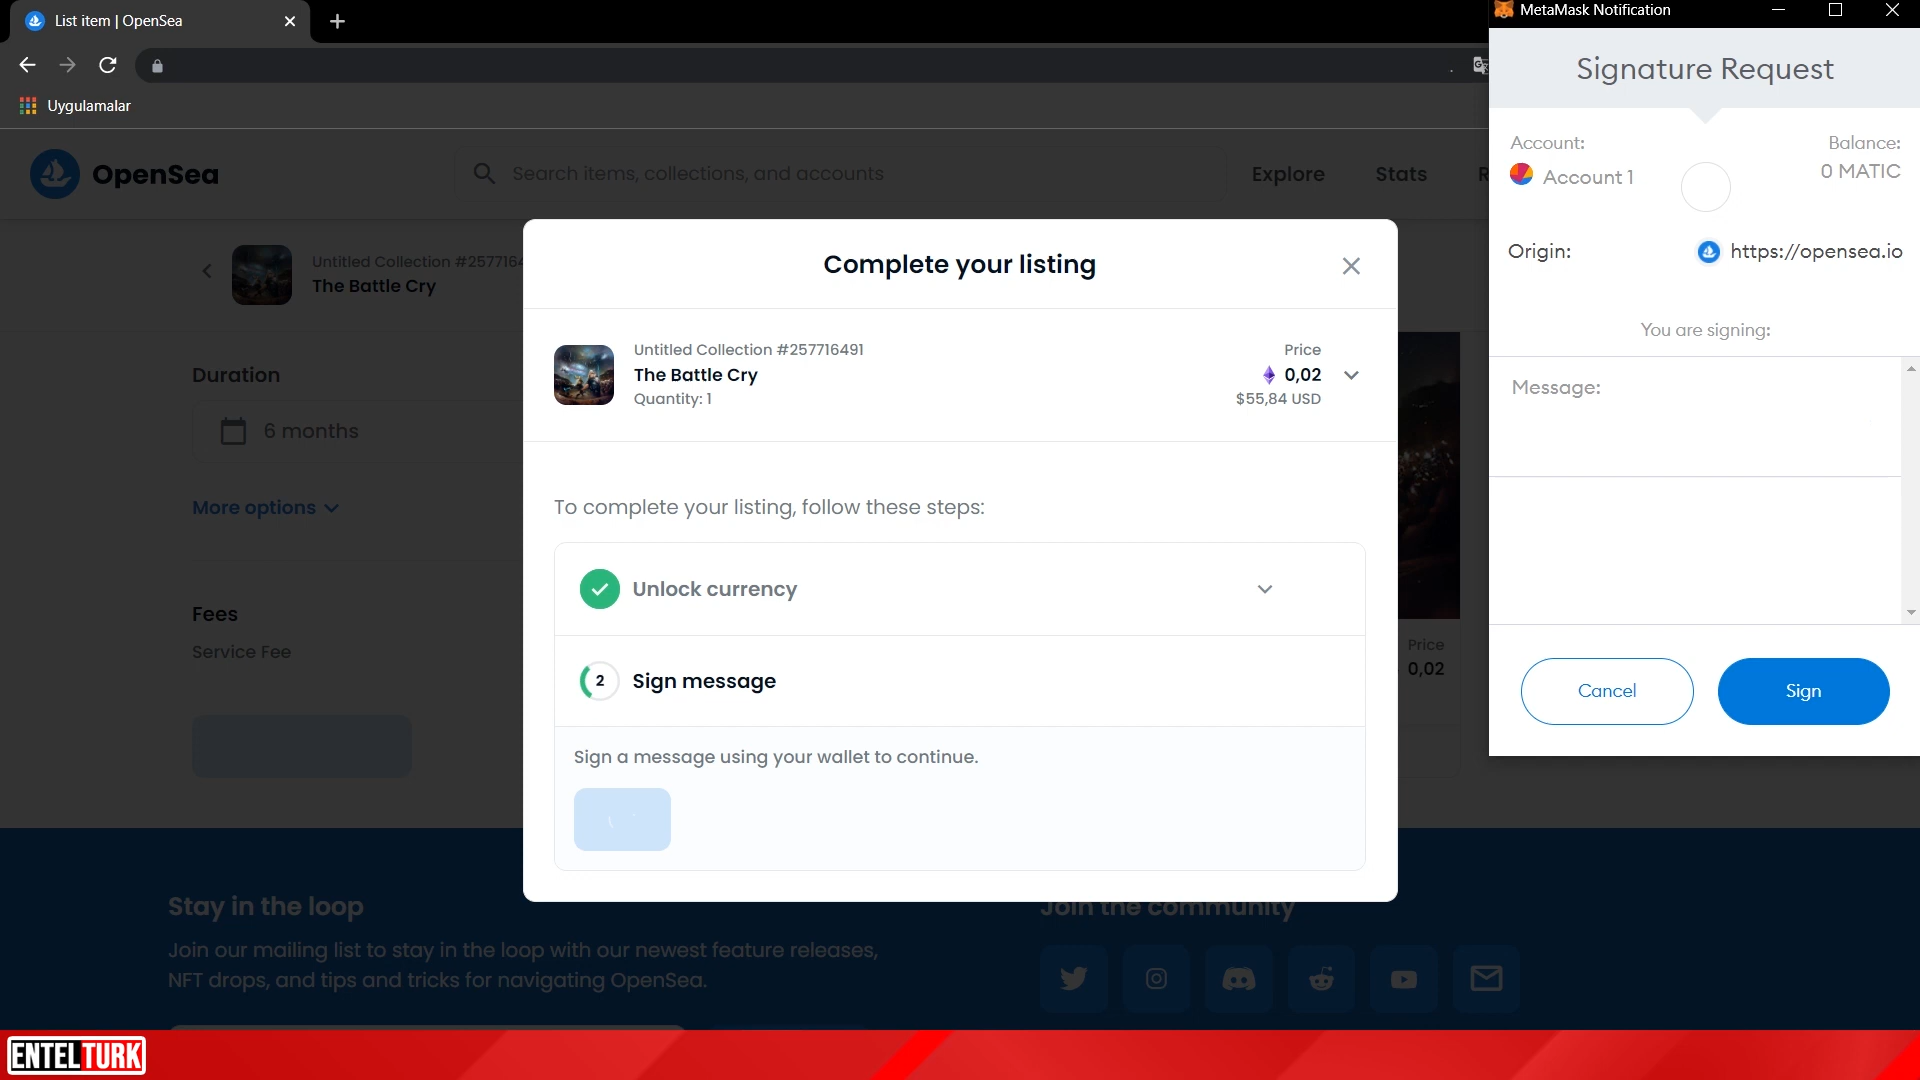 List item | OpenSea
MetaMask Notification
Uygulamalar
Signature Request
Account:
Balance:
Account 1
0 MATIC
Origin:
https://opensea.io
You are signing:
Message:
Cancel
Sign
OpenSea
Search items, collections, and accounts
Explore
Stats
R
Untitled Collection #2577164
The Battle Cry
Duration
6 months
More options
Fees
Service Fee
Complete your listing
Untitled Collection #257716491
The Battle Cry
Quantity: 1
Price
0,02
$55,84 USD
To complete your listing, follow these steps:
Unlock currency
2
Sign message
Sign a message using your wallet to continue.
Price
0,02
Stay in the loop
Join our mailing list to stay in the loop with our newest feature releases,
NFT drops, and tips and tricks for navigating OpenSea.
Join the community
ENTELTURK